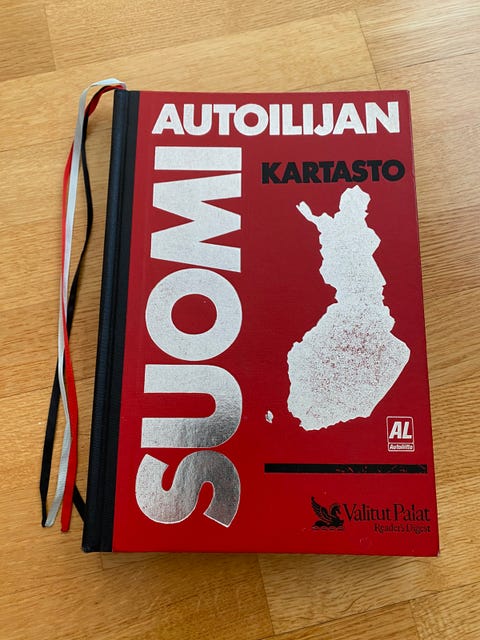 AUTOILIJAN
SUOMI
KARTASTO
AL
Autoliitto
Valitut Palat
Reader's Digest